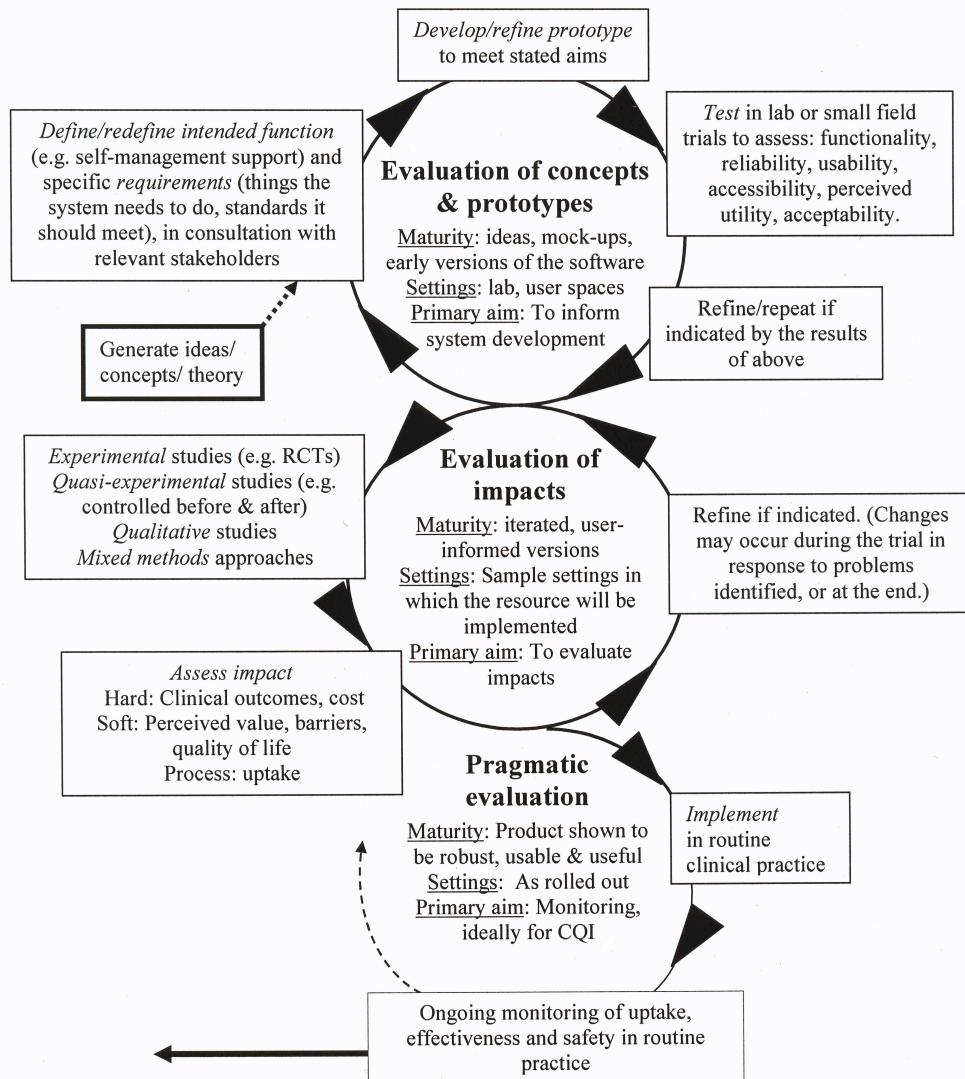 Develop/refine prototype
to meet stated aims
Define/redefine intended function
(e.g. self-management support) and
specific requirements (things the
system needs to do, standards it
should meet), in consultation with
relevant stakeholders
Test in lab or small field
trials to assess: functionality,
reliability, usability,
accessibility, perceived
utility, acceptability.
Evaluation of concepts
& prototypes
Maturity: ideas, mock-ups,
early versions of the software
Settings: lab, user spaces
Primary aim: To inform
system development
Generate ideas/
concepts/ theory
Refine/repeat if
indicated by the results
of above
Experimental studies (e.g. RCTs)
Quasi-experimental studies (e.g.
controlled before & after)
Qualitative studies
Mixed methods approaches
Evaluation of
impacts
Maturity: iterated, user-
informed versions
Settings: Sample settings in
which the resource will be
implemented
Primary aim: To evaluate
impacts
Refine if indicated. (Changes
may occur during the trial in
response to problems
identified, or at the end.)
Assess impact
Hard: Clinical outcomes, cost
Soft: Perceived value, barriers,
quality of life
Process: uptake
Pragmatic
evaluation
Maturity: Product shown to
be robust, usable & useful
Settings: As rolled out
Primary aim: Monitoring,
ideally for CQI
Implement
in routine
clinical practice
Ongoing monitoring of uptake,
effectiveness and safety in routine
practice